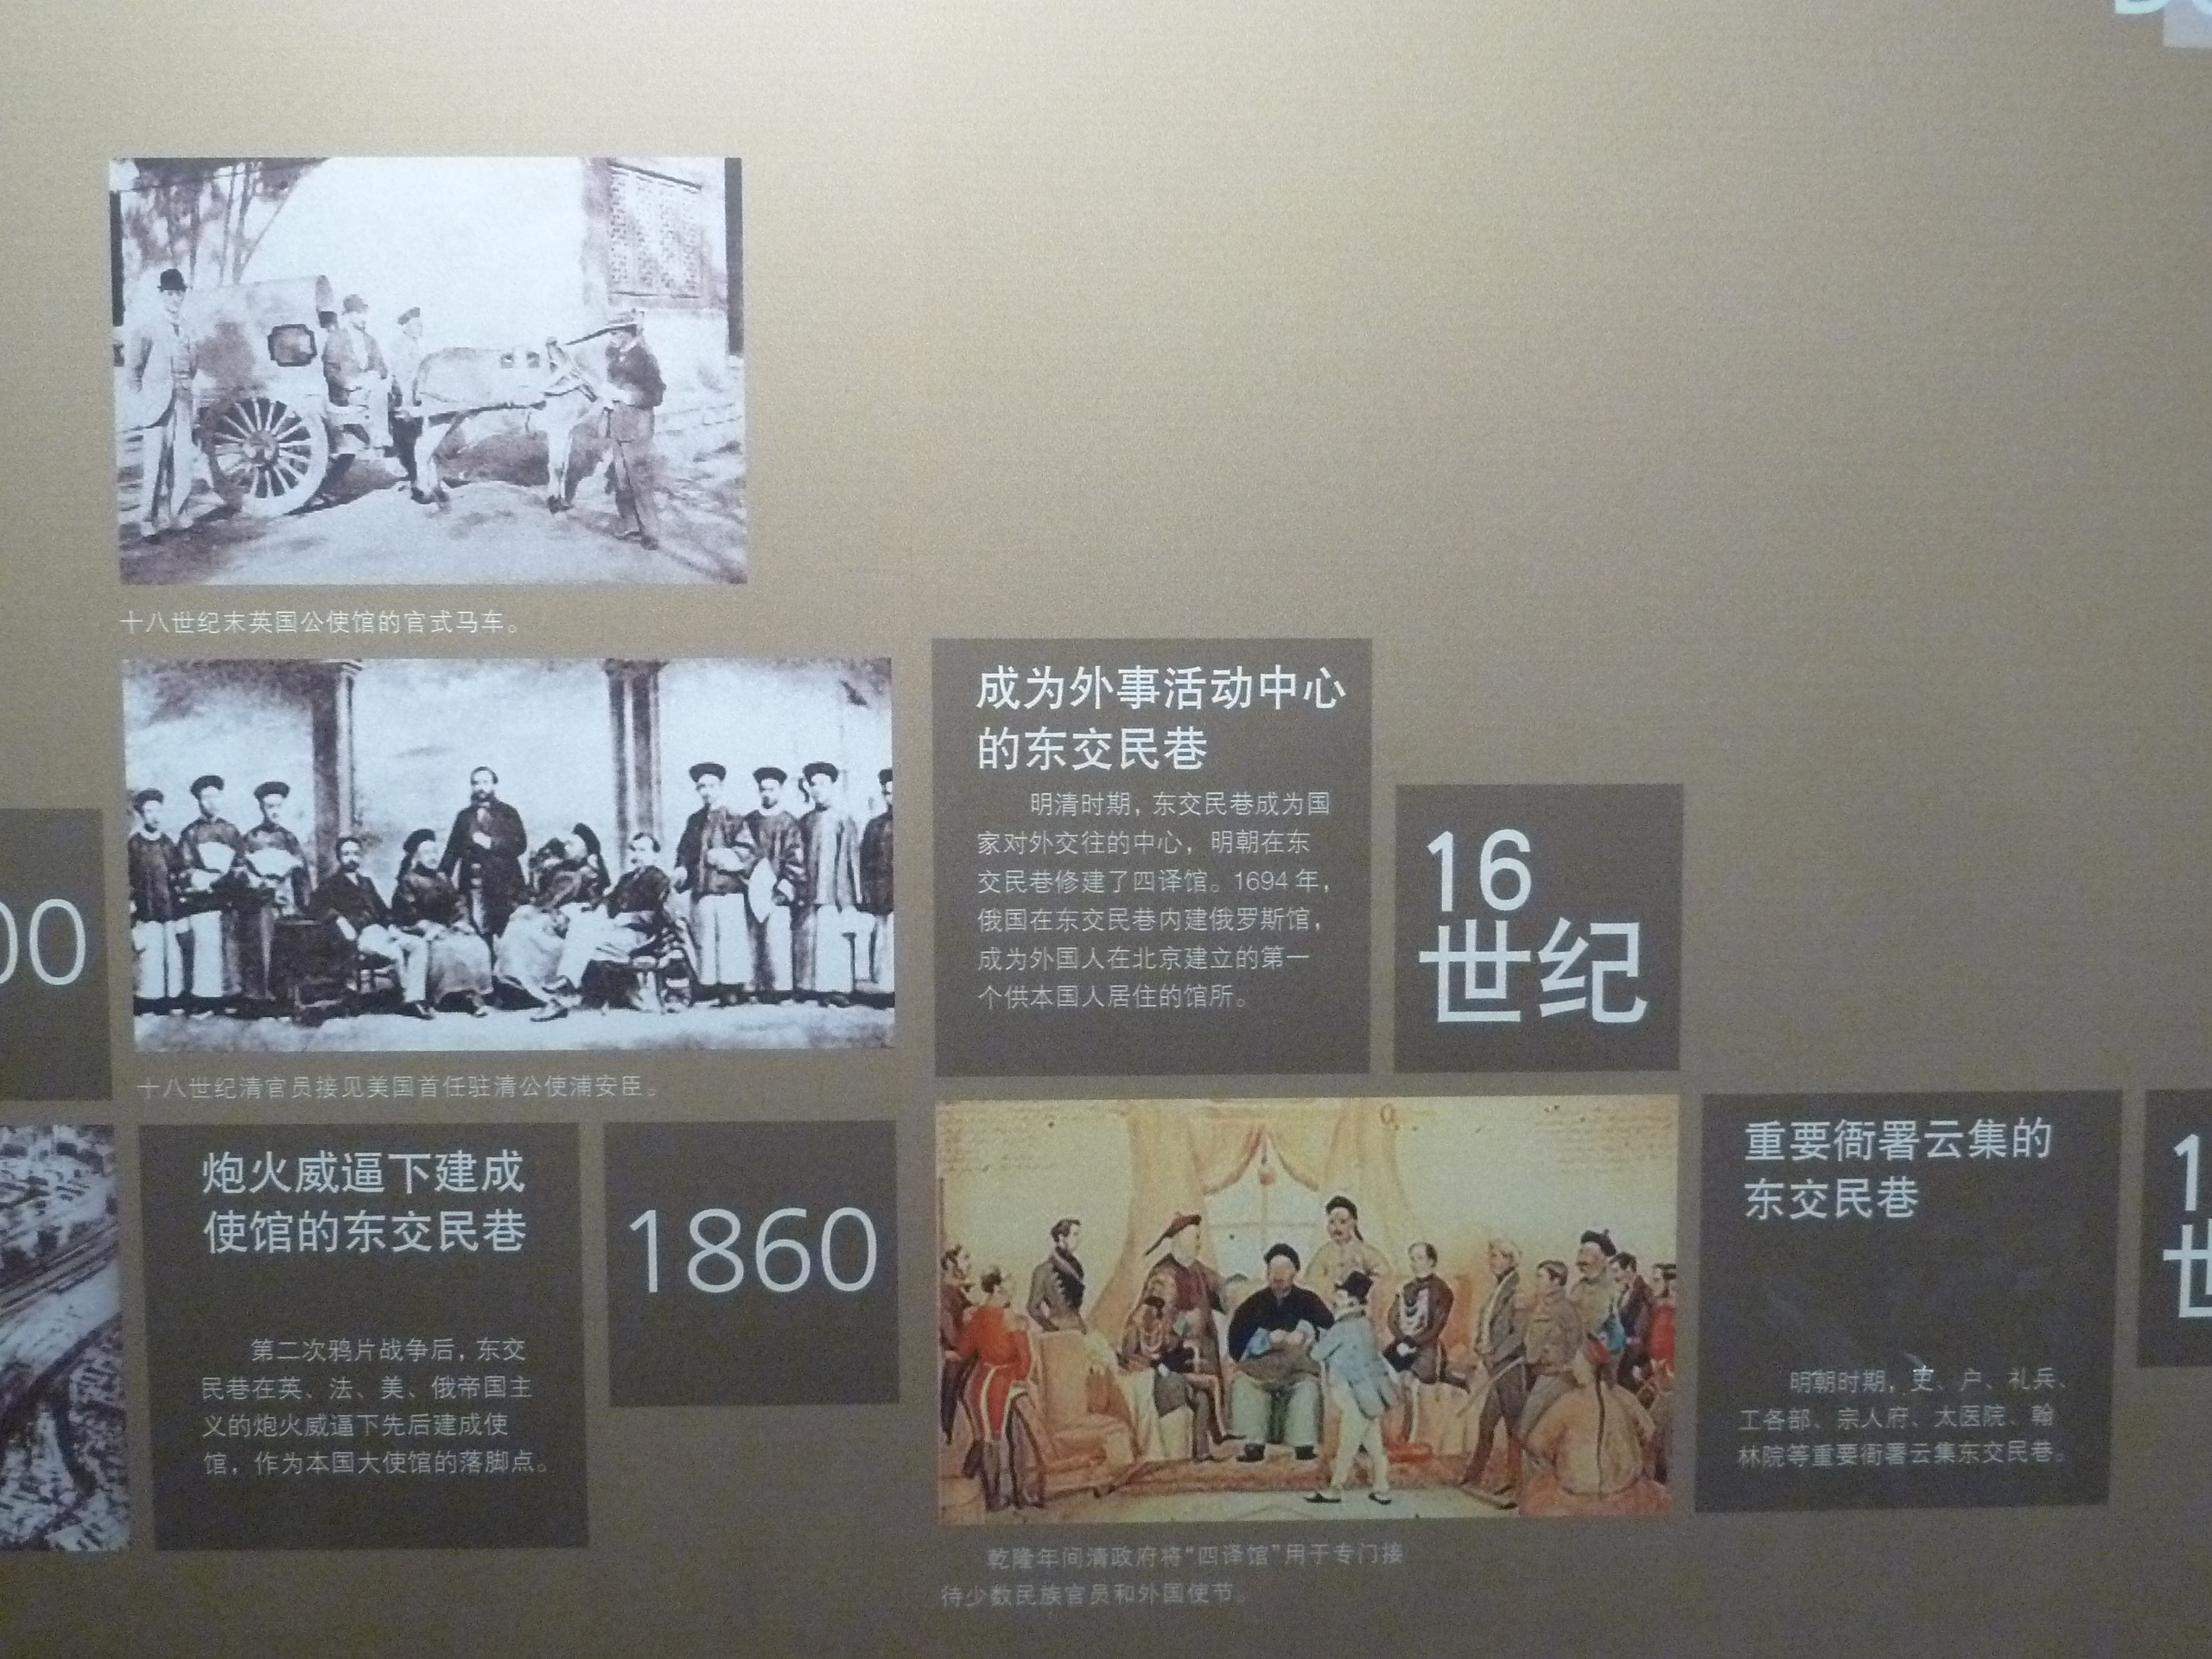 十八世纪末英国公使馆的官式马车。
十八世纪清官员接见美国首任驻清公使浦安臣。
00
炮火威逼下建成
使馆的东交民巷
第二次鸦片战争后，东交
民巷在英、法、美、俄帝国主
义的炮火威逼下先后建成使
馆，作为本国大使馆的落脚点。
1860
成为外事活动中心
的东交民巷
明清时期，东交民巷成为国
家对外交往的中心，明朝在东
交民巷修建了四译馆。1694 年，
俄国在东交民巷内建俄罗斯馆，
成为外国人在北京建立的第一
个供本国人居住的馆所。
16
世纪
乾隆年间清政府将“四译馆”用于专门接
待少数民族官员和外国使节。
重要衙署云集的
东交民巷
明朝时期，吏、户、礼兵、
工各部、宗人府、太医院、翰
林院等重要衙署云集东交民巷。
1
世